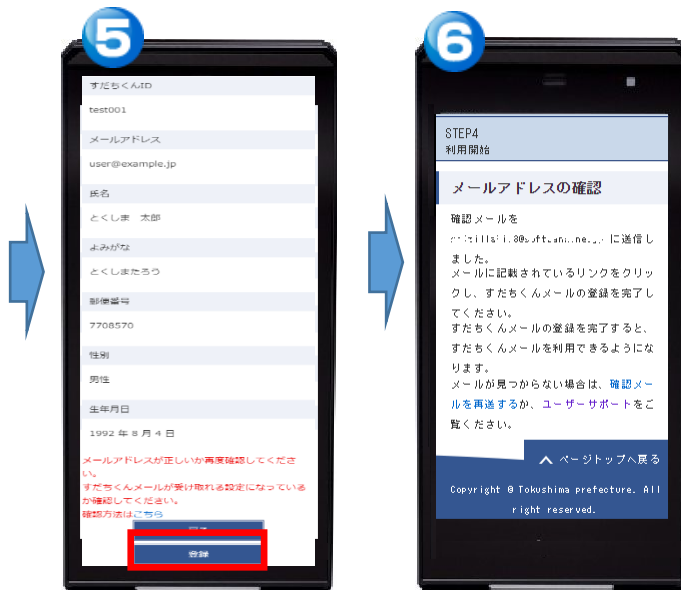 5
すだちくんID
test001
メールアドレス
user@example.jp
氏名
とくしま 太郎
よみがな
とくしまたろう
郵便番号
7708570
性別
男性
生年月日
1992 年 8 月 4 日
メールアドレスが正しいか再度確認してくださ
い。
すだちくんメールが受け取れる設定になっている
か確認してください。
確認方法はこちら
登録
6
STEP4
利用開始
メールアドレスの確認
確認メールを
に送信し
ました。
メールに記載されているリンクをクリッ
クし、すだちくんメールの登録を完了し
てください。
すだちくんメールの登録を完了すると、
すだちくんメールを利用できるようにな
ります。
メールが見つからない場合は、確認メー
ルを再送するか、ユーザーサポートをご
覧ください。
ページトップへ戻る
Copyright © Tokushima prefecture. All
right reserved.